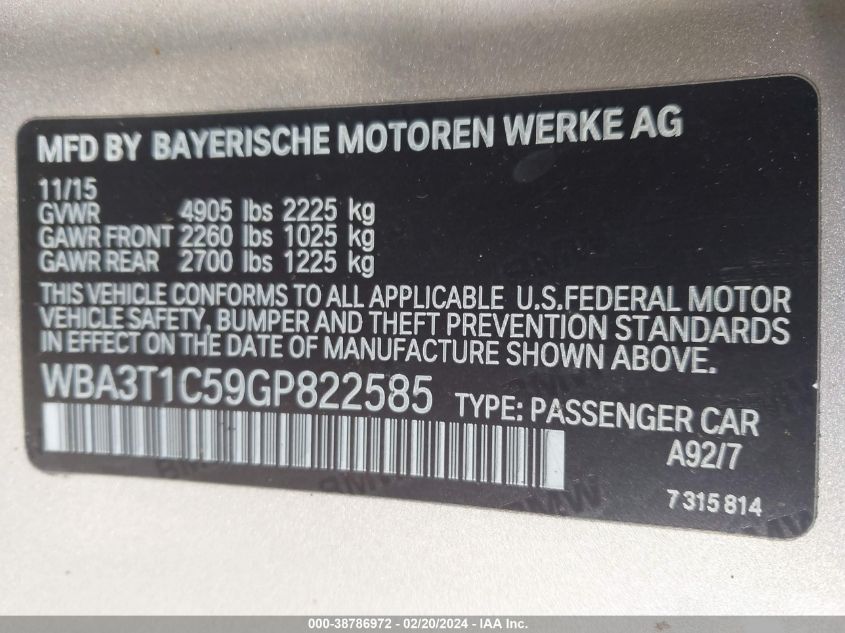 MFD BY BAYERISCHE MOTOREN WERKE AG
11/15
GVWR 4905 lbs 2225 kg
GAWR FRONT 2260 lbs 1025 kg
GAWR REAR 2700 lbs 1225 kg
THIS VEHICLE CONFORMS TO ALL APPLICABLE U.S.FEDERAL MOTOR
VEHICLE SAFETY, BUMPER AND THEFT PREVENTION STANDARDS
IN EFFECT ON THE DATE OF MANUFACTURE SHOWN ABOVE.
WBA3T1C59GP822585 TYPE: PASSENGER CAR
A92/7
7 315 814
BMW
000-38786972 / 02/20/2024 - IAA Inc.